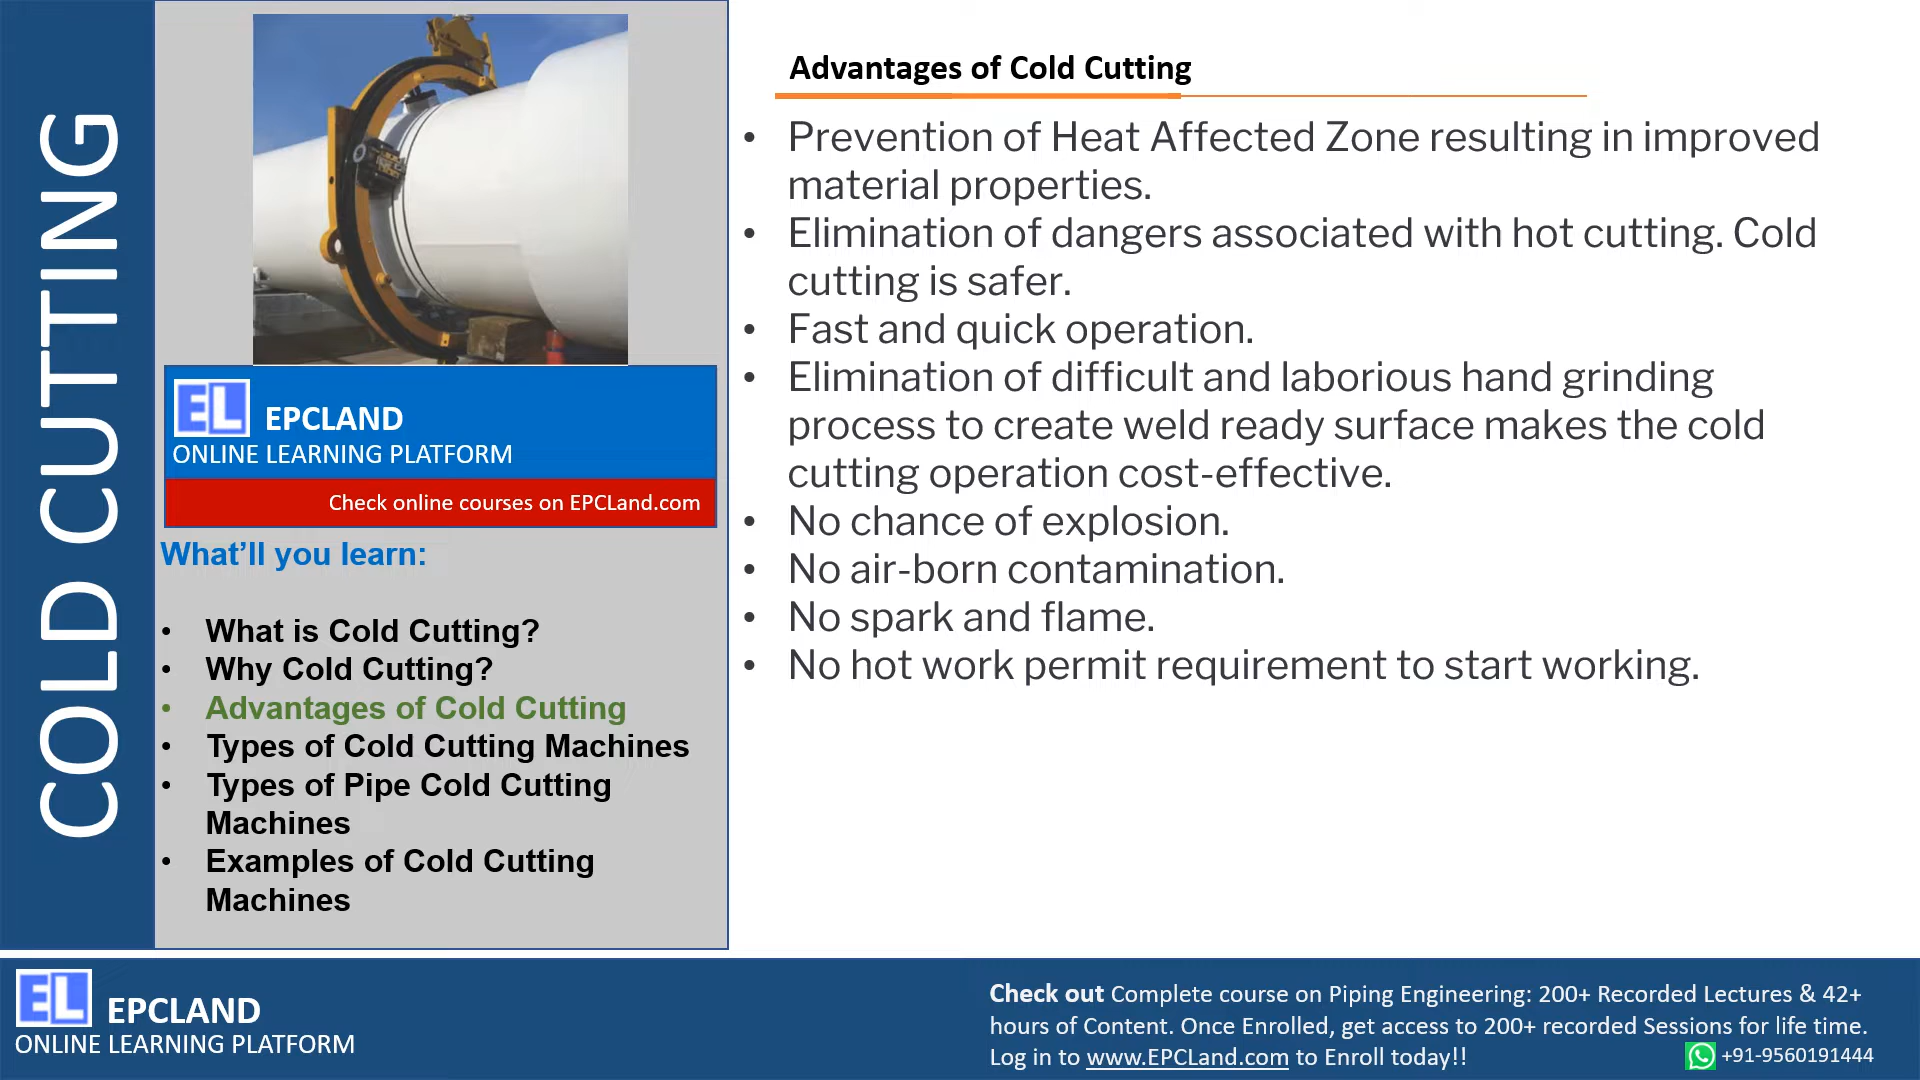 COLD CUTTING
EL EPCLAND
ONLINE LEARNING PLATFORM
Check online courses on EPCLand.com
What’ll you learn:
• What is Cold Cutting?
• Why Cold Cutting?
• Advantages of Cold Cutting
• Types of Cold Cutting Machines
• Types of Pipe Cold Cutting
Machines
• Examples of Cold Cutting
Machines
Advantages of Cold Cutting
• Prevention of Heat Affected Zone resulting in improved
material properties.
• Elimination of dangers associated with hot cutting. Cold
cutting is safer.
• Fast and quick operation.
• Elimination of difficult and laborious hand grinding
process to create weld ready surface makes the cold
cutting operation cost-effective.
• No chance of explosion.
• No air-born contamination.
• No spark and flame.
• No hot work permit requirement to start working.
EL EPCLAND
ONLINE LEARNING PLATFORM
Check out Complete course on Piping Engineering: 200+ Recorded Lectures & 42+
hours of Content. Once Enrolled, get access to 200+ recorded Sessions for life time.
Log in to www.EPCLand.com to Enroll today!!
+91-9560191444